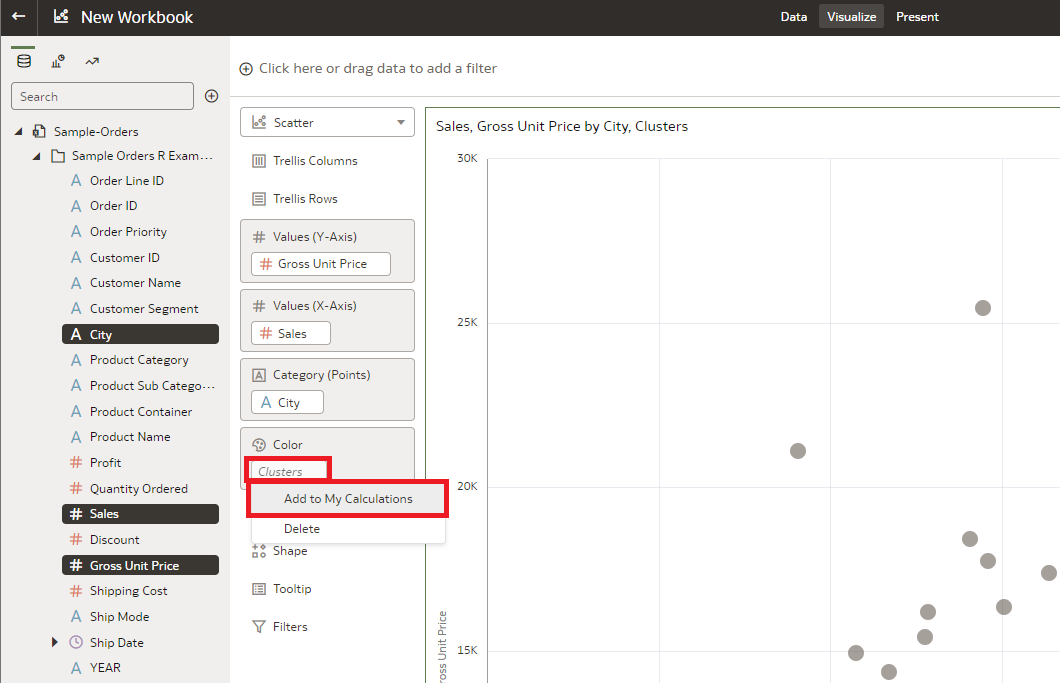 New Workbook
Data Visualize Present
Click here or drag data to add a filter
Search
Sample-Orders
Sample Orders R Exam...
A Order Line ID
A Order ID
A Order Priority
A Customer ID
A Customer Name
A Customer Segment
A City
A Product Category
A Product Sub Catego...
A Product Container
A Product Name
# Profit
# Quantity Ordered
# Sales
# Discount
# Gross Unit Price
# Shipping Cost
A Ship Mode
Ship Date
A YEAR
Scatter
Trellis Columns
Trellis Rows
# Values (Y-Axis)
# Gross Unit Price
# Values (X-Axis)
# Sales
A Category (Points)
A City
Color
Clusters
Add to My Calculations
Delete
Shape
Tooltip
Filters
Sales, Gross Unit Price by City, Clusters
30K
25K
20K
15K
Unit Price